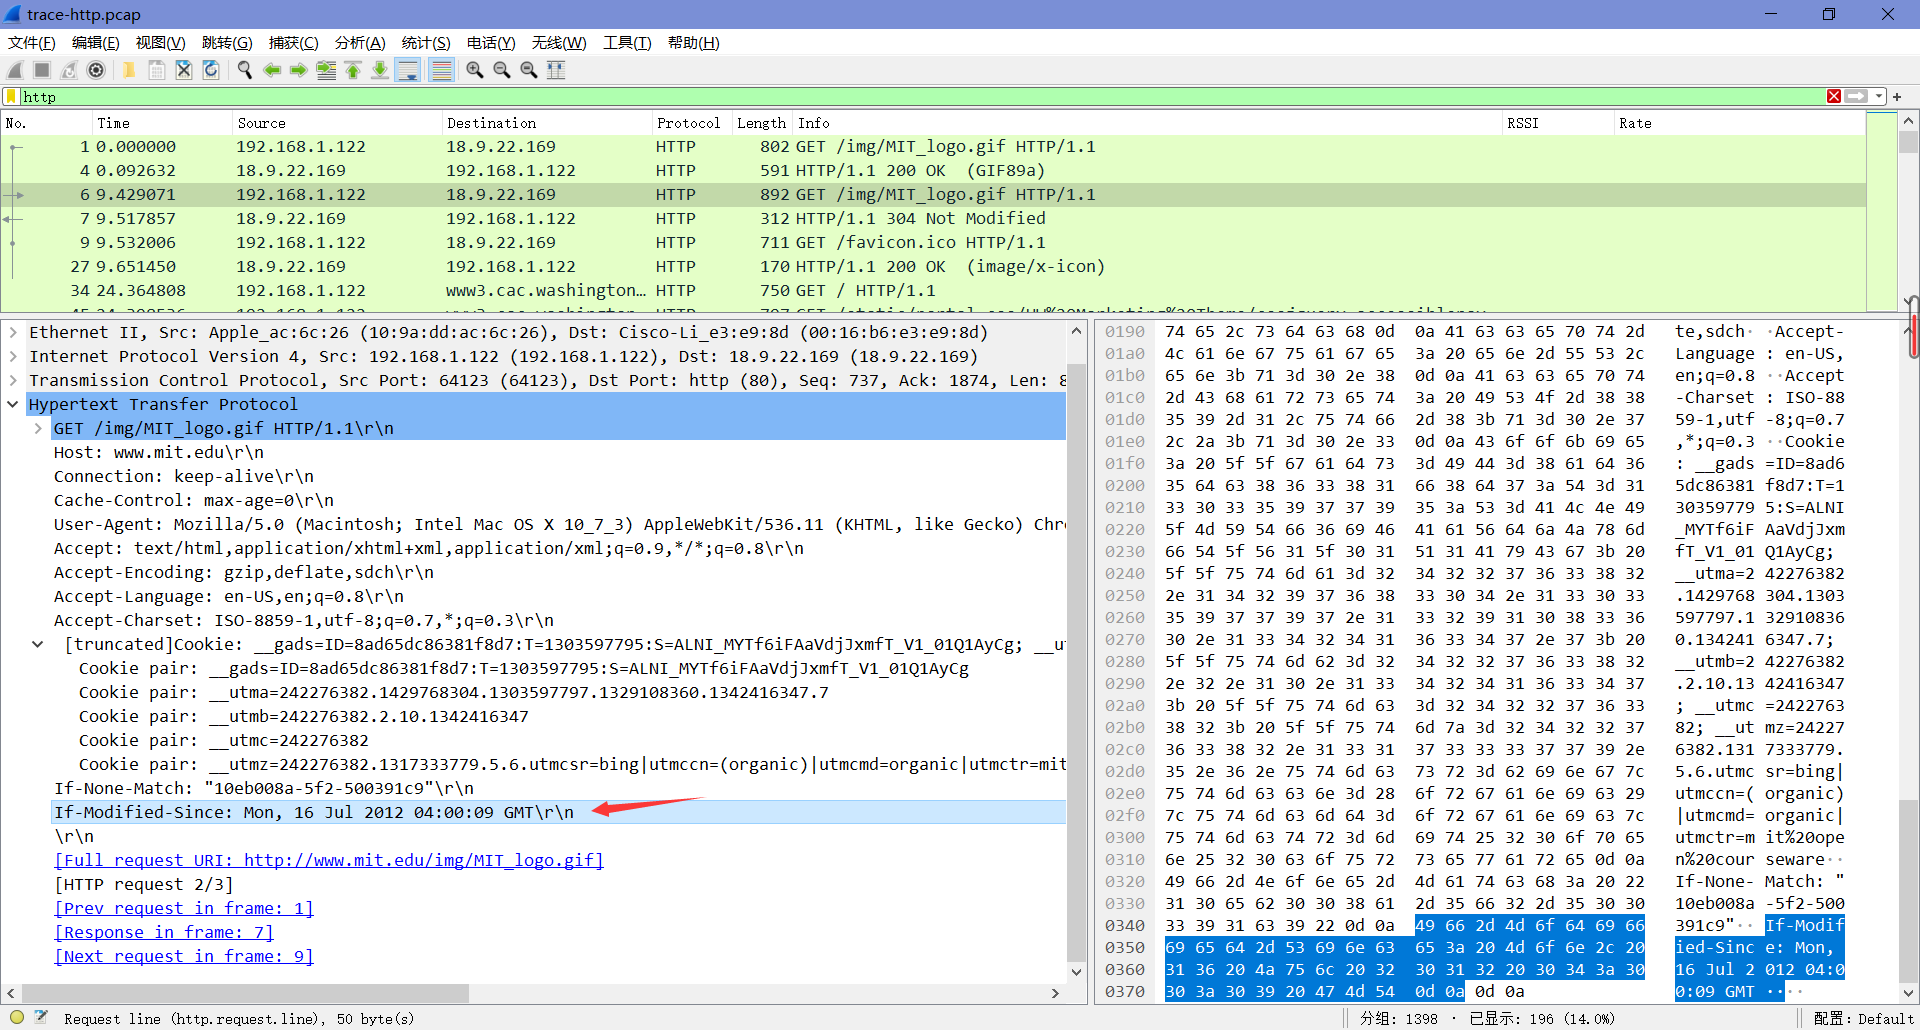 trace-http.pcap
文件(F) 编辑(E) 视图(V) 跳转(G) 捕获(C) 分析(A) 统计(S) 电话(Y) 无线(W) 工具(T) 帮助(H)
http
No. Time Source Destination Protocol Length Info RSSI Rate
1 0.000000 192.168.1.122 18.9.22.169 HTTP 802 GET /img/MIT_logo.gif HTTP/1.1
4 0.092632 18.9.22.169 192.168.1.122 HTTP 591 HTTP/1.1 200 OK (GIF89a)
6 9.429071 192.168.1.122 18.9.22.169 HTTP 892 GET /img/MIT_logo.gif HTTP/1.1
7 9.517857 18.9.22.169 192.168.1.122 HTTP 312 HTTP/1.1 304 Not Modified
9 9.532006 192.168.1.122 18.9.22.169 HTTP 711 GET /favicon.ico HTTP/1.1
27 9.651450 18.9.22.169 192.168.1.122 HTTP 170 HTTP/1.1 200 OK (image/x-icon)
34 24.364808 192.168.1.122 www3.cac.washington… HTTP 750 GET / HTTP/1.1
Ethernet II, Src: Apple_ac:6c:26 (10:9a:dd:ac:6c:26), Dst: Cisco-Li_e3:e9:8d (00:16:b6:e3:e9:8d)
Internet Protocol Version 4, Src: 192.168.1.122 (192.168.1.122), Dst: 18.9.22.169 (18.9.22.169)
Transmission Control Protocol, Src Port: 64123 (64123), Dst Port: http (80), Seq: 737, Ack: 1874, Len: 8
Hypertext Transfer Protocol
GET /img/MIT_logo.gif HTTP/1.1\r\n
Host: www.mit.edu\r\n
Connection: keep-alive\r\n
Cache-Control: max-age=0\r\n
User-Agent: Mozilla/5.0 (Macintosh; Intel Mac OS X 10_7_3) AppleWebKit/536.11 (KHTML, like Gecko) Chr
Accept: text/html,application/xhtml+xml,application/xml;q=0.9,*/*;q=0.8\r\n
Accept-Encoding: gzip,deflate,sdch\r\n
Accept-Language: en-US,en;q=0.8\r\n
Accept-Charset: ISO-8859-1,utf-8;q=0.7,*;q=0.3\r\n
[truncated]Cookie: __gads=ID=8ad65dc86381f8d7:T=1303597795:S=ALNI_MYTf6iFAaVdjJxmfT_V1_01Q1AyCg; __u
Cookie pair: __gads=ID=8ad65dc86381f8d7:T=1303597795:S=ALNI_MYTf6iFAaVdjJxmfT_V1_01Q1AyCg
Cookie pair: __utma=242276382.1429768304.1303597797.1329108360.1342416347.7
Cookie pair: __utmb=242276382.2.10.1342416347
Cookie pair: __utmc=242276382
Cookie pair: __utmz=242276382.1317333779.5.6.utmcsr=bing|utmccn=(organic)|utmcmd=organic|utmctr=mit
If-None-Match: "10eb008a-5f2-500391c9"\r\n
If-Modified-Since: Mon, 16 Jul 2012 04:00:09 GMT\r\n
\r\n
[Full request URI: http://www.mit.edu/img/MIT_logo.gif]
[HTTP request 2/3]
[Prev request in frame: 1]
[Response in frame: 7]
[Next request in frame: 9]
0190 74 65 2c 73 64 63 68 0d 0a 41 63 63 65 70 74 2d te,sdch· ·Accept-
01a0 4c 61 6e 67 75 61 67 65 3a 20 65 6e 2d 55 53 2c Language : en-US,
01b0 65 6e 3b 71 3d 30 2e 38 0d 0a 41 63 63 65 70 74 en;q=0.8 ··Accept
01c0 2d 43 68 61 72 73 65 74 3a 20 49 53 4f 2d 38 38 -Charset : ISO-88
01d0 35 39 2d 31 2c 75 74 66 2d 38 3b 71 3d 30 2e 37 59-1,utf -8;q=0.7
01e0 2c 2a 3b 71 3d 30 2e 33 0d 0a 43 6f 6f 6b 69 65 ,*;q=0.3 ··Cookie
01f0 3a 20 5f 5f 67 61 64 73 3d 49 44 3d 38 61 64 36 : __gads =ID=8ad6
0200 35 64 63 38 36 33 38 31 66 38 64 37 3a 54 3d 31 5dc86381 f8d7:T=1
0210 33 30 33 35 39 37 37 39 35 3a 53 3d 41 4c 4e 49 30359779 5:S=ALNI
0220 5f 4d 59 54 66 36 69 46 41 61 56 64 6a 4a 78 6d _MYTf6iF AaVdjJxm
0230 66 54 5f 56 31 5f 30 31 51 31 41 79 43 67 3b 20 fT_V1_01 Q1AyCg;
0240 5f 5f 75 74 6d 61 3d 32 34 32 32 37 36 33 38 32 __utma=2 42276382
0250 2e 31 34 32 39 37 36 38 33 30 34 2e 31 33 30 33 .1429768 304.1303
0260 35 39 37 37 39 37 2e 31 33 32 39 31 30 38 33 36 597797.1 32910836
0270 30 2e 31 33 34 32 34 31 36 33 34 37 2e 37 3b 20 0.134241 6347.7;
0280 5f 5f 75 74 6d 62 3d 32 34 32 32 37 36 33 38 32 __utmb=2 42276382
0290 2e 32 2e 31 30 2e 31 33 34 32 34 31 36 33 34 37 .2.10.13 42416347
02a0 3b 20 5f 5f 75 74 6d 63 3d 32 34 32 32 37 36 33 ; __utmc =2422763
02b0 38 32 3b 20 5f 5f 75 74 6d 7a 3d 32 34 32 32 37 82; __ut mz=24227
02c0 36 33 38 32 2e 31 33 31 37 33 33 33 37 37 39 2e 6382.131 7333779.
02d0 35 2e 36 2e 75 74 6d 63 73 72 3d 62 69 6e 67 7c 5.6.utmc sr=bing|
02e0 75 74 6d 63 63 6e 3d 28 6f 72 67 61 6e 69 63 29 utmccn=( organic)
02f0 7c 75 74 6d 63 6d 64 3d 6f 72 67 61 6e 69 63 7c |utmcmd= organic|
0300 75 74 6d 63 74 72 3d 6d 69 74 25 32 30 6f 70 65 utmctr=m it%20ope
0310 6e 25 32 30 63 6f 75 72 73 65 77 61 72 65 0d 0a n%20cour seware··
0320 49 66 2d 4e 6f 6e 65 2d 4d 61 74 63 68 3a 20 22 If-None- Match: "
0330 31 30 65 62 30 30 38 61 2d 35 66 32 2d 35 30 30 10eb008a -5f2-500
0340 33 39 31 63 39 22 0d 0a 49 66 2d 4d 6f 64 69 66 391c9"·· If-Modif
0350 69 65 64 2d 53 69 6e 63 65 3a 20 4d 6f 6e 2c 20 ied-Sinc e: Mon,
0360 31 36 20 4a 75 6c 20 32 30 31 32 20 30 34 3a 30 16 Jul 2 012 04:0
0370 30 3a 30 39 20 47 4d 54 0d 0a 0d 0a 0:09 GMT ····
Request line (http.request.line), 50 byte(s)
分组: 1398 · 已显示: 196 (14.0%)
配置: Default